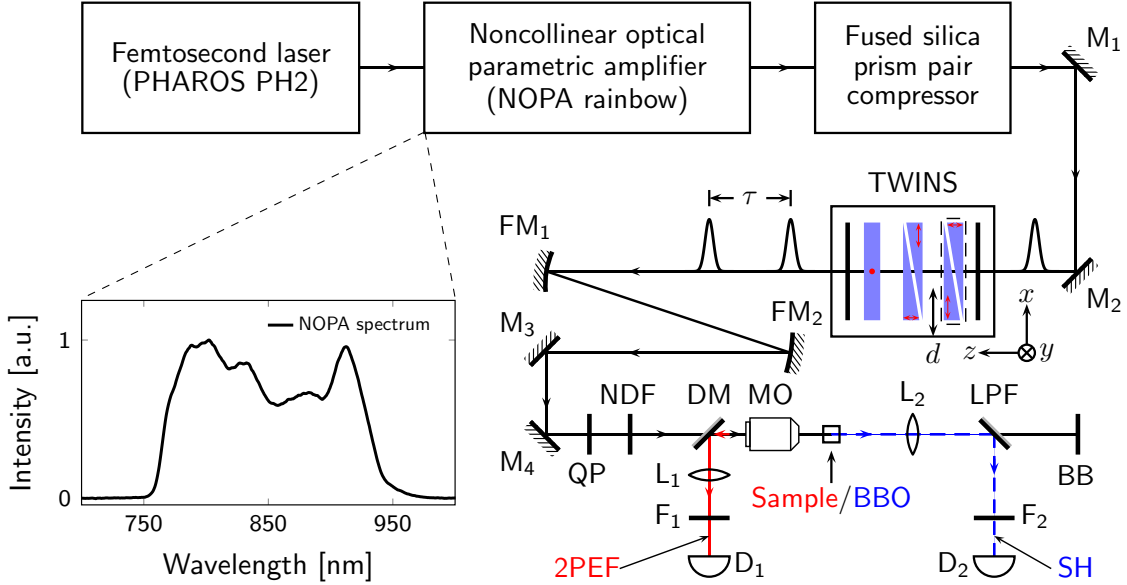 Femtosecond laser
(PHAROS PH2)
Noncollinear optical
parametric amplifier
(NOPA rainbow)
Fused silica
prism pair
compressor
M₁
TWINS
τ
FM₁
M₂
d
x
z
y
FM₂
M₃
NOPA spectrum
Intensity [a.u.]
1
0
750
850
950
Wavelength [nm]
M₄
QP
NDF
DM
MO
L₂
LPF
BB
L₁
Sample/BBO
F₁
F₂
2PEF
D₁
D₂
SH